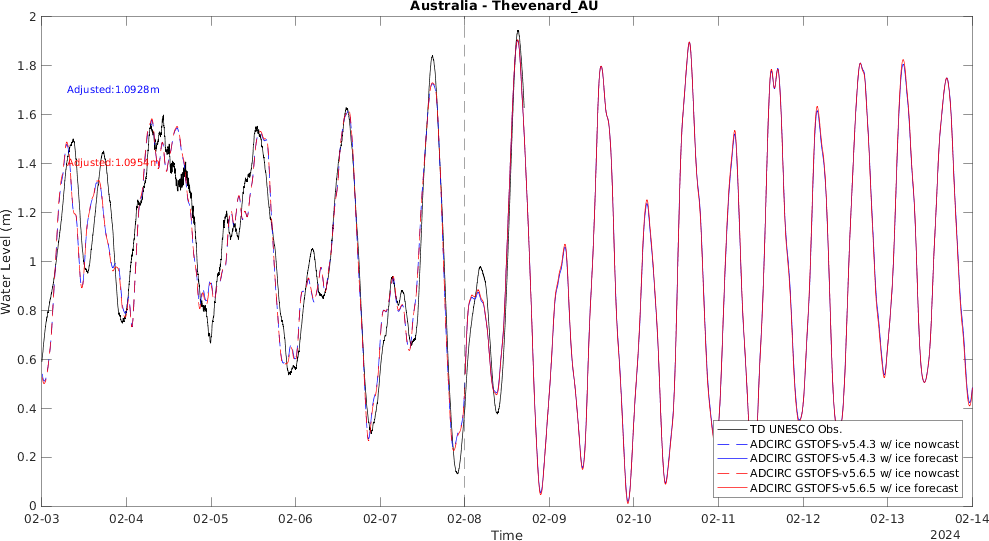 Australia - Thevenard_AU
2
1.8
1.6
1.4
1.2
1
0.8
0.6
0.4
0.2
0
Water Level (m)
Adjusted:1.0928m
Adjusted:1.0954m
TD UNESCO Obs.
ADCIRC GSTOFS-v5.4.3 w/ ice nowcast
ADCIRC GSTOFS-v5.4.3 w/ ice forecast
ADCIRC GSTOFS-v5.6.5 w/ ice nowcast
ADCIRC GSTOFS-v5.6.5 w/ ice forecast
02-03 02-04 02-05 02-06 02-07 02-08 02-09 02-10 02-11 02-12 02-13 02-14
Time
2024